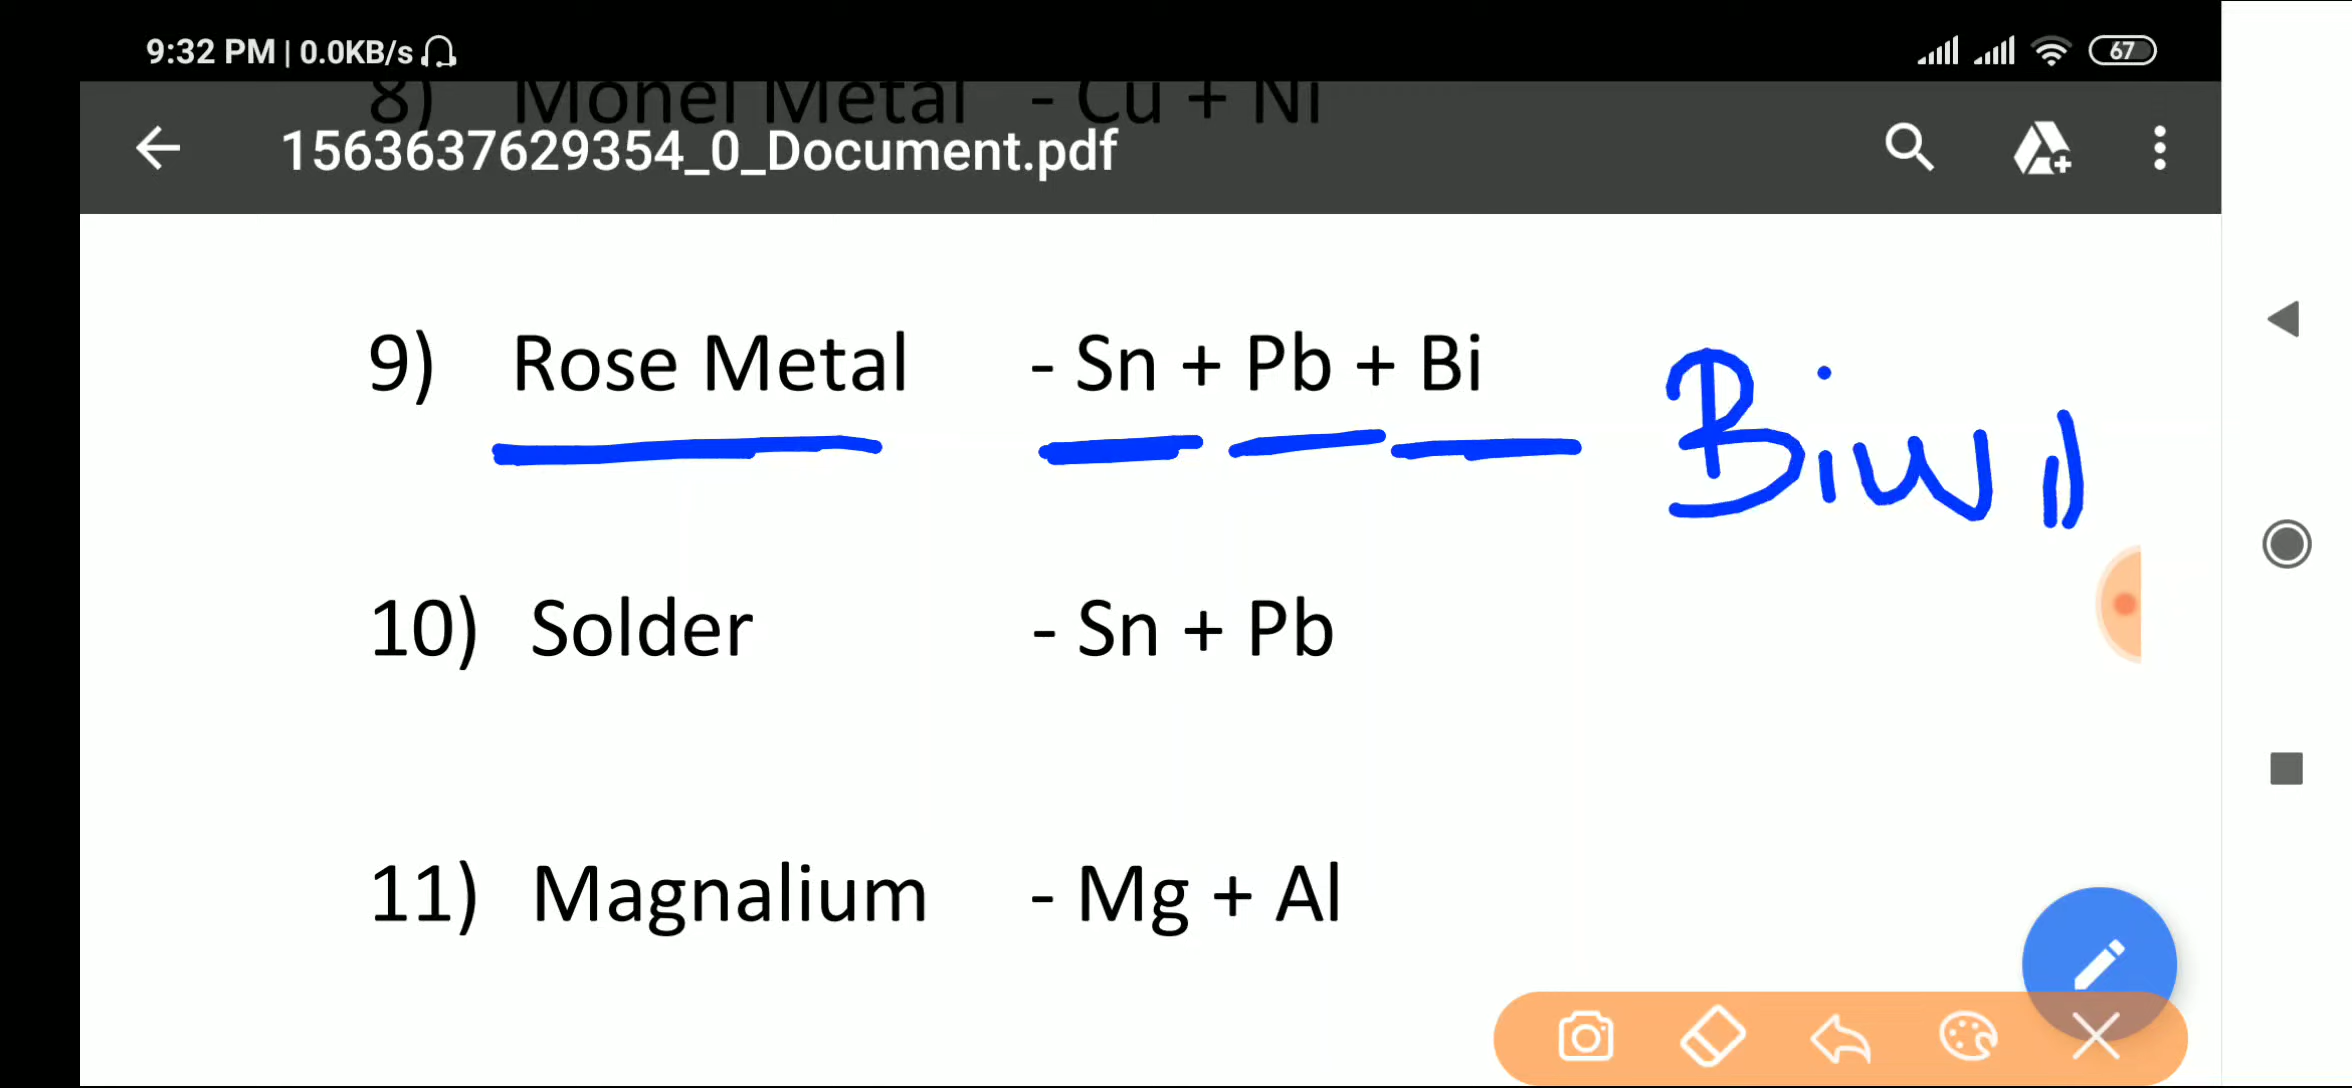 9:32 PM | 0.0KB/s
67
8) Monel Metal - Cu + Ni
1563637629354_0_Document.pdf
9) Rose Metal - Sn + Pb + Bi
10) Solder - Sn + Pb
11) Magnalium - Mg + Al